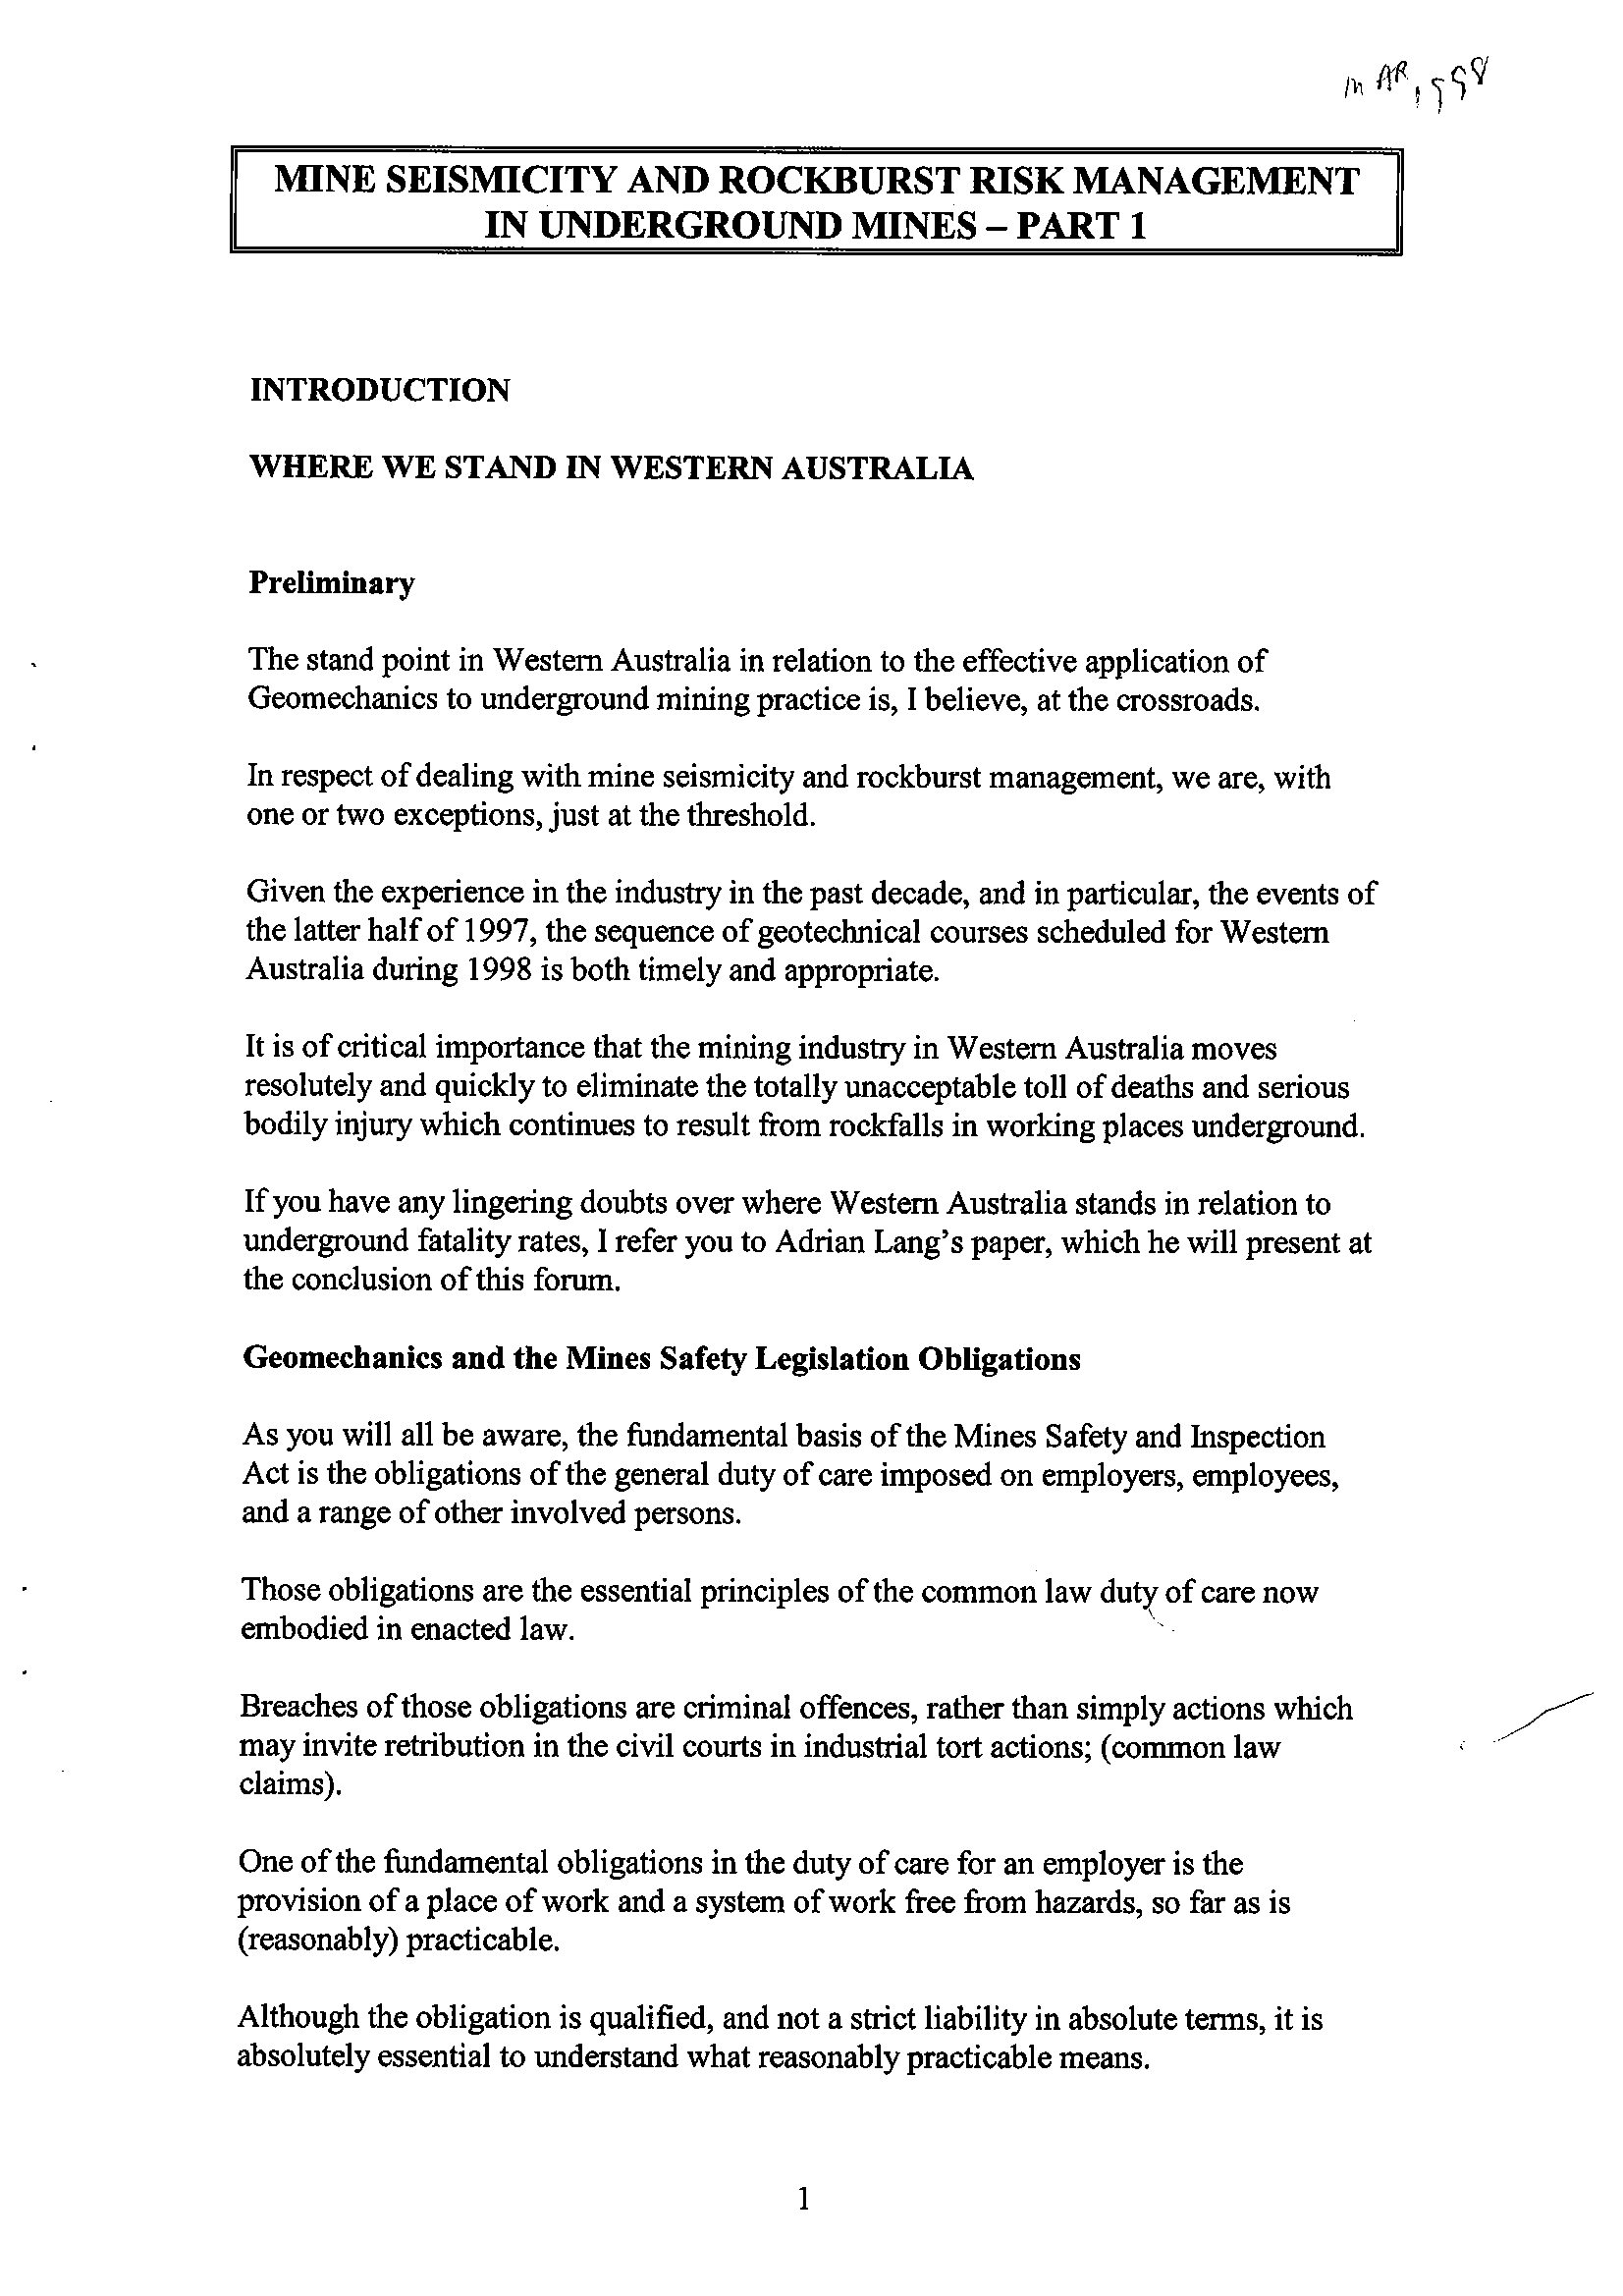 MAR, 1998
MINE SEISMICITY AND ROCKBURST RISK MANAGEMENT
IN UNDERGROUND MINES – PART 1
INTRODUCTION
WHERE WE STAND IN WESTERN AUSTRALIA
Preliminary
The stand point in Western Australia in relation to the effective application of
Geomechanics to underground mining practice is, I believe, at the crossroads.
In respect of dealing with mine seismicity and rockburst management, we are, with
one or two exceptions, just at the threshold.
Given the experience in the industry in the past decade, and in particular, the events of
the latter half of 1997, the sequence of geotechnical courses scheduled for Western
Australia during 1998 is both timely and appropriate.
It is of critical importance that the mining industry in Western Australia moves
resolutely and quickly to eliminate the totally unacceptable toll of deaths and serious
bodily injury which continues to result from rockfalls in working places underground.
If you have any lingering doubts over where Western Australia stands in relation to
underground fatality rates, I refer you to Adrian Lang's paper, which he will present at
the conclusion of this forum.
Geomechanics and the Mines Safety Legislation Obligations
As you will all be aware, the fundamental basis of the Mines Safety and Inspection
Act is the obligations of the general duty of care imposed on employers, employees,
and a range of other involved persons.
Those obligations are the essential principles of the common law duty of care now
embodied in enacted law.
Breaches of those obligations are criminal offences, rather than simply actions which
may invite retribution in the civil courts in industrial tort actions; (common law
claims).
One of the fundamental obligations in the duty of care for an employer is the
provision of a place of work and a system of work free from hazards, so far as is
(reasonably) practicable.
Although the obligation is qualified, and not a strict liability in absolute terms, it is
absolutely essential to understand what reasonably practicable means.
1